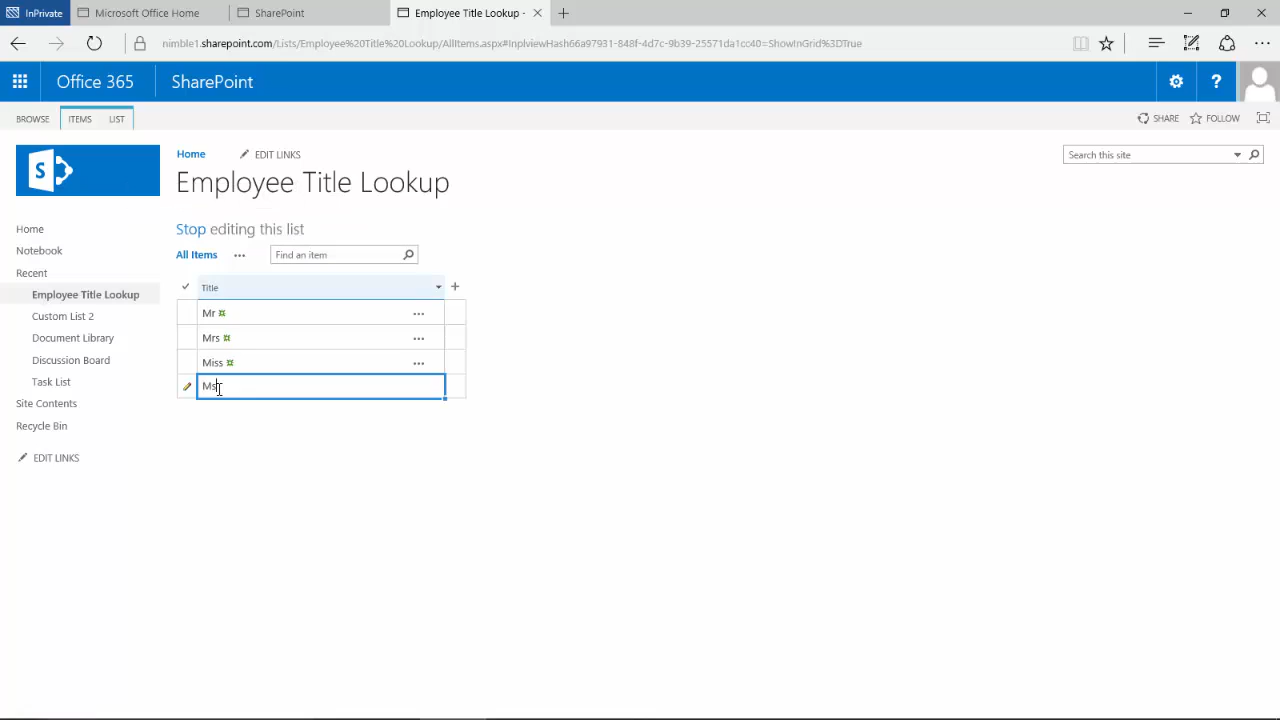 InPrivate
Microsoft Office Home
SharePoint
Employee Title Lookup -
nimble1.sharepoint.com/Lists/Employee%20Title%20Lookup/AllItems.aspx#InplviewHash66a97931-848f-4d7c-9b39-25571da1cc40=ShowInGrid%3DTrue
Office 365
SharePoint
?
BROWSE
ITEMS
LIST
SHARE
FOLLOW
S
Home
EDIT LINKS
Search this site
Employee Title Lookup
Home
Notebook
Recent
Employee Title Lookup
Custom List 2
Document Library
Discussion Board
Task List
Site Contents
Recycle Bin
EDIT LINKS
Stop editing this list
All Items
Find an item
Title
Mr
Mrs
Miss
Ms